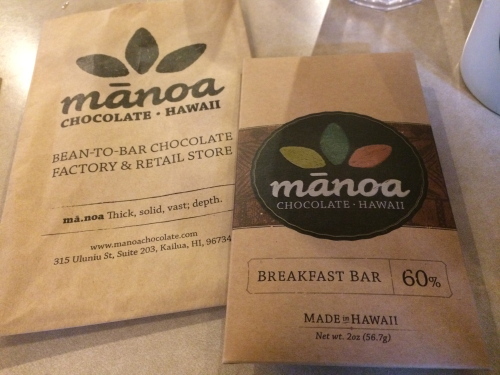 mānoa
CHOCOLATE · HAWAII
BEAN-TO-BAR CHOCOLATE
FACTORY & RETAIL STORE
mā.noa Thick, solid, vast; depth.
www.manoachocolate.com
315 Uluniu St, Suite 203, Kailua, HI, 96734
mānoa
CHOCOLATE · HAWAII
BREAKFAST BAR 60%
MADE IN HAWAII
Net wt. 2oz (56.7g)